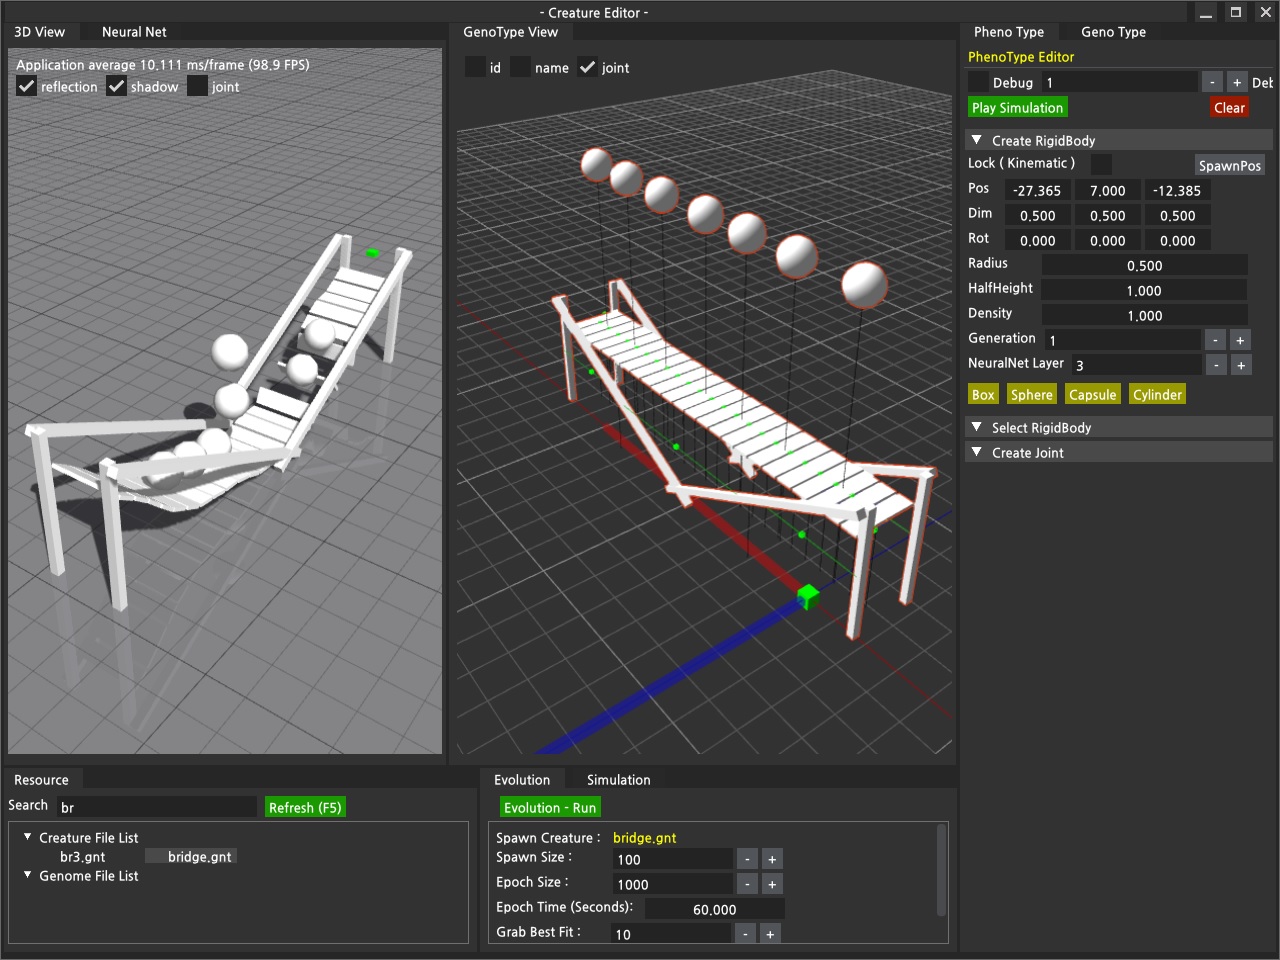 - Creature Editor -
3D View Neural Net
Application average 10.111 ms/frame (98.9 FPS)
reflection shadow joint
GenoType View
id name joint
Pheno Type Geno Type
PhenoType Editor
Debug 1 - + Deb
Play Simulation Clear
Create RigidBody
Lock ( Kinematic ) SpawnPos
Pos -27.365 7.000 -12.385
Dim 0.500 0.500 0.500
Rot 0.000 0.000 0.000
Radius 0.500
HalfHeight 1.000
Density 1.000
Generation 1 - +
NeuralNet Layer 3 - +
Box Sphere Capsule Cylinder
Select RigidBody
Create Joint
Resource
Search br Refresh (F5)
Creature File List
br3.gnt bridge.gnt
Genome File List
Evolution Simulation
Evolution - Run
Spawn Creature : bridge.gnt
Spawn Size : 100 - +
Epoch Size : 1000 - +
Epoch Time (Seconds): 60.000
Grab Best Fit : 10 - +